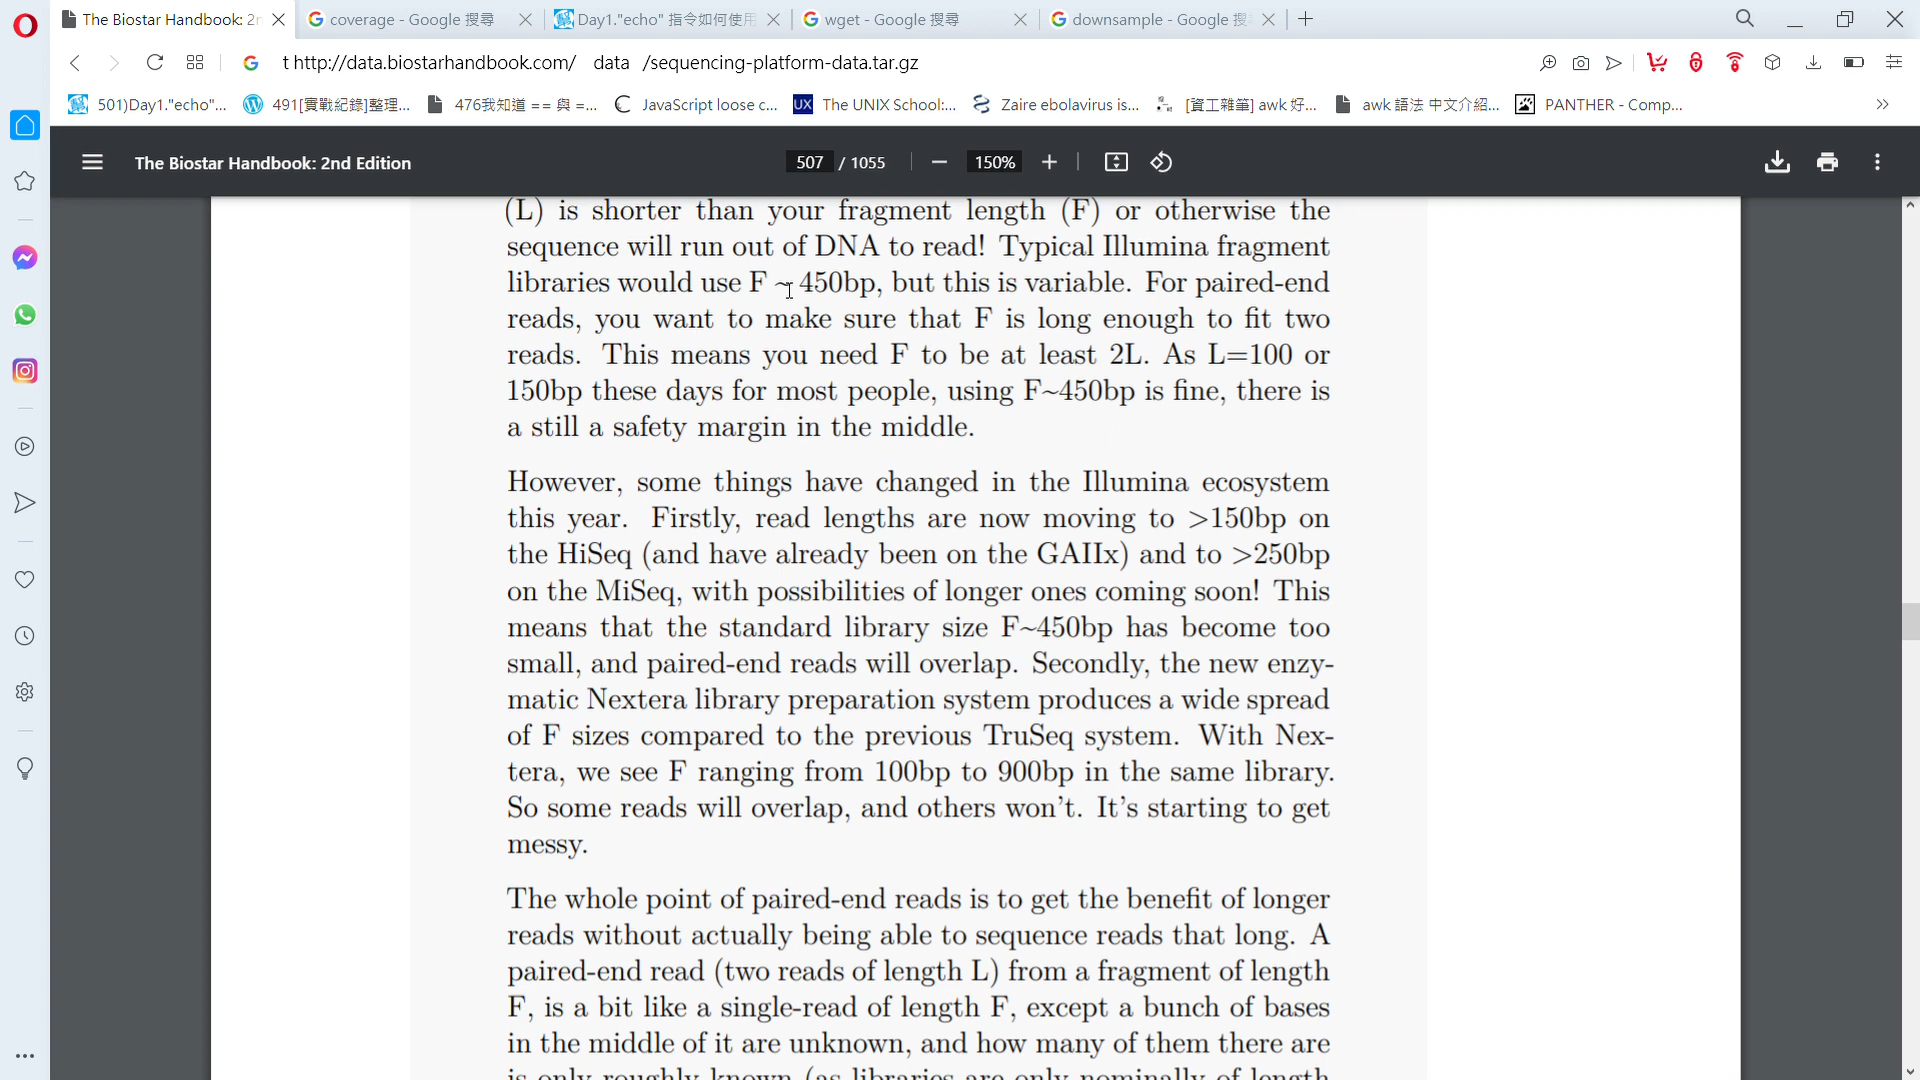 The Biostar Handbook: 2n
coverage - Google 搜尋
Day1."echo" 指令如何使用
wget - Google 搜尋
downsample - Google 搜
t http://data.biostarhandbook.com/ data /sequencing-platform-data.tar.gz
501)Day1."echo"...
491[實戰紀錄]整理...
476我知道 == 與 =...
JavaScript loose c...
UX
The UNIX School:...
Zaire ebolavirus is...
[資工雜筆] awk 好...
awk 語法 中文介紹...
PANTHER - Comp...
The Biostar Handbook: 2nd Edition
507 / 1055
150%
(L) is shorter than your fragment length (F) or otherwise the
sequence will run out of DNA to read! Typical Illumina fragment
libraries would use F ~ 450bp, but this is variable. For paired-end
reads, you want to make sure that F is long enough to fit two
reads. This means you need F to be at least 2L. As L=100 or
150bp these days for most people, using F~450bp is fine, there is
a still a safety margin in the middle.
However, some things have changed in the Illumina ecosystem
this year. Firstly, read lengths are now moving to >150bp on
the HiSeq (and have already been on the GAIIx) and to >250bp
on the MiSeq, with possibilities of longer ones coming soon! This
means that the standard library size F~450bp has become too
small, and paired-end reads will overlap. Secondly, the new enzy-
matic Nextera library preparation system produces a wide spread
of F sizes compared to the previous TruSeq system. With Nex-
tera, we see F ranging from 100bp to 900bp in the same library.
So some reads will overlap, and others won't. It's starting to get
messy.
The whole point of paired-end reads is to get the benefit of longer
reads without actually being able to sequence reads that long. A
paired-end read (two reads of length L) from a fragment of length
F, is a bit like a single-read of length F, except a bunch of bases
in the middle of it are unknown, and how many of them there are
is only roughly known (as libraries are only nominally of length